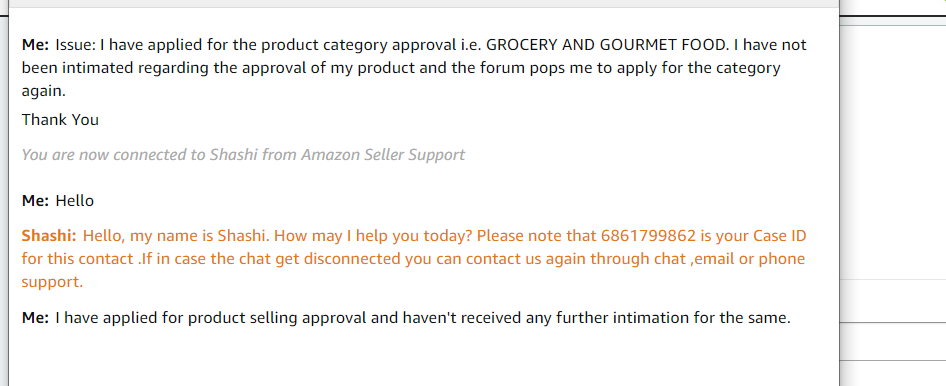 Me: Issue: I have applied for the product category approval i.e. GROCERY AND GOURMET FOOD. I have not
been intimated regarding the approval of my product and the forum pops me to apply for the category
again.
Thank You
You are now connected to Shashi from Amazon Seller Support
Me: Hello
Shashi: Hello, my name is Shashi. How may I help you today? Please note that 6861799862 is your Case ID
for this contact .If in case the chat get disconnected you can contact us again through chat ,email or phone
support.
Me: I have applied for product selling approval and haven't received any further intimation for the same.